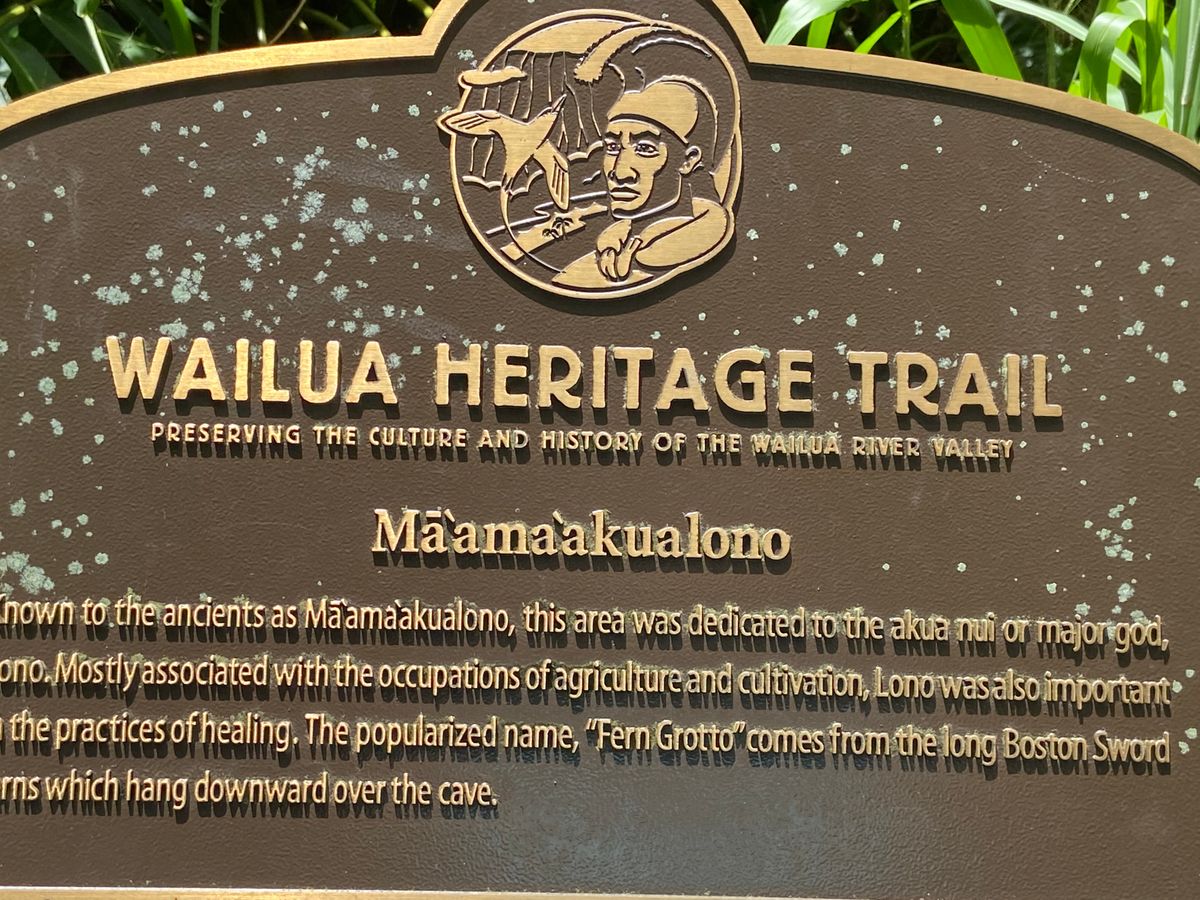 WAILUA HERITAGE TRAIL
PRESERVING THE CULTURE AND HISTORY OF THE WAILUA RIVER VALLEY
Mā`ama`akualono
Known to the ancients as Mā`ama`akualono, this area was dedicated to the akua nui or major god,
ono. Mostly associated with the occupations of agriculture and cultivation, Lono was also important
the practices of healing. The popularized name, “Fern Grotto” comes from the long Boston Sword
rns which hang downward over the cave.